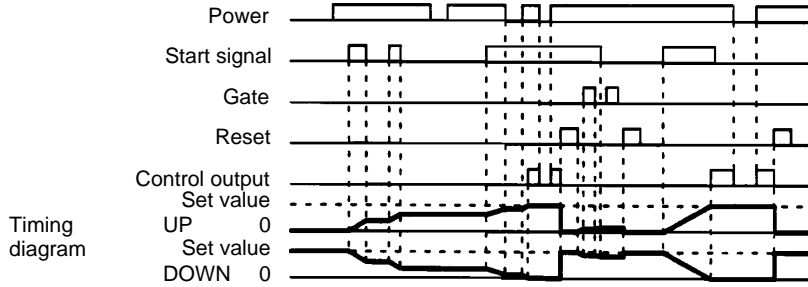 Power
Start signal
Gate
Reset
Control output
Set value
UP 0
Timing
diagram
Set value
DOWN 0